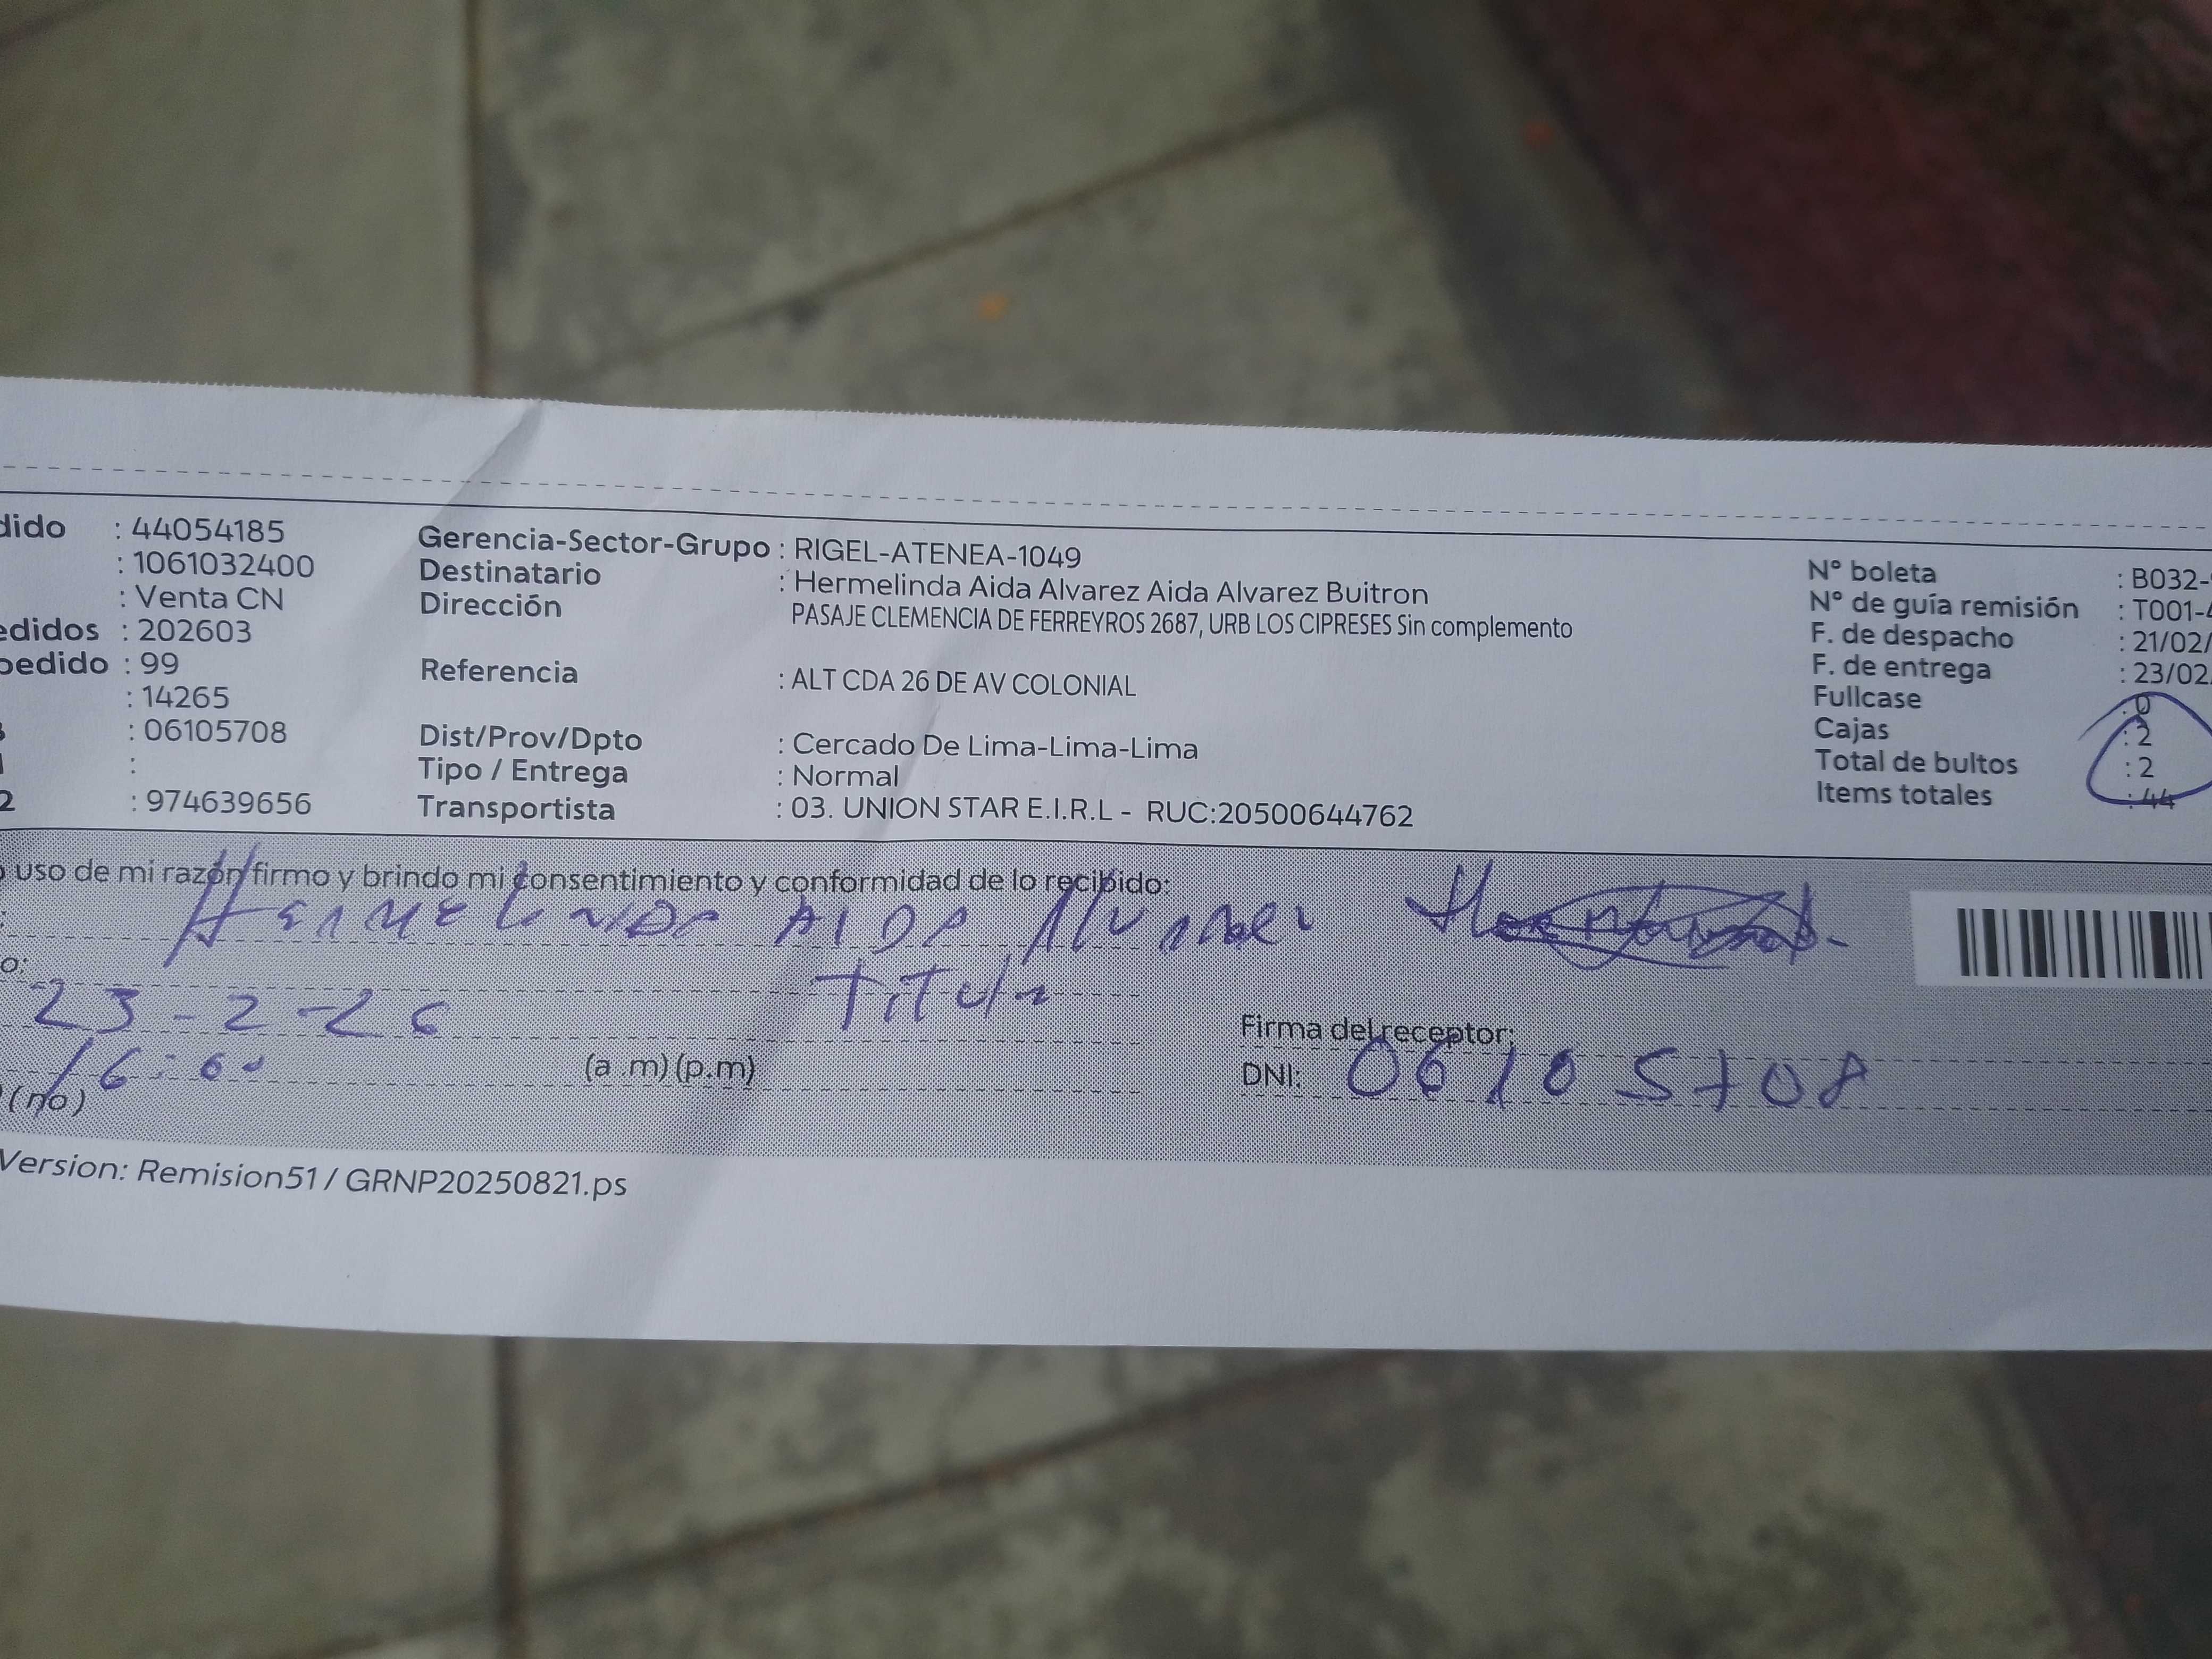 dido : 44054185
: 1061032400
: Venta CN
edidos : 202603
pedido : 99
: 14265
: 06105708
:
2 : 974639656
Gerencia-Sector-Grupo : RIGEL-ATENEA-1049
Destinatario : Hermelinda Aida Alvarez Aida Alvarez Buitron
Dirección PASAJE CLEMENCIA DE FERREYROS 2687, URB LOS CIPRESES Sin complemento
Referencia : ALT CDA 26 DE AV COLONIAL
Dist/Prov/Dpto : Cercado De Lima-Lima-Lima
Tipo / Entrega : Normal
Transportista : 03. UNION STAR E.I.R.L - RUC:20500644762
N° boleta : B032-
N° de guía remisión : T001-4
F. de despacho : 21/02/
F. de entrega : 23/02
Fullcase : 0
Cajas : 2
Total de bultos : 2
Items totales : 44
uso de mi razón firmo y brindo mi consentimiento y conformidad de lo recibido:
AIDA Alvarez
o:
23-2-26
(a .m) (p.m)
(no)
Firma del receptor:
DNI: 06105708
Version: Remision51 / GRNP20250821.ps